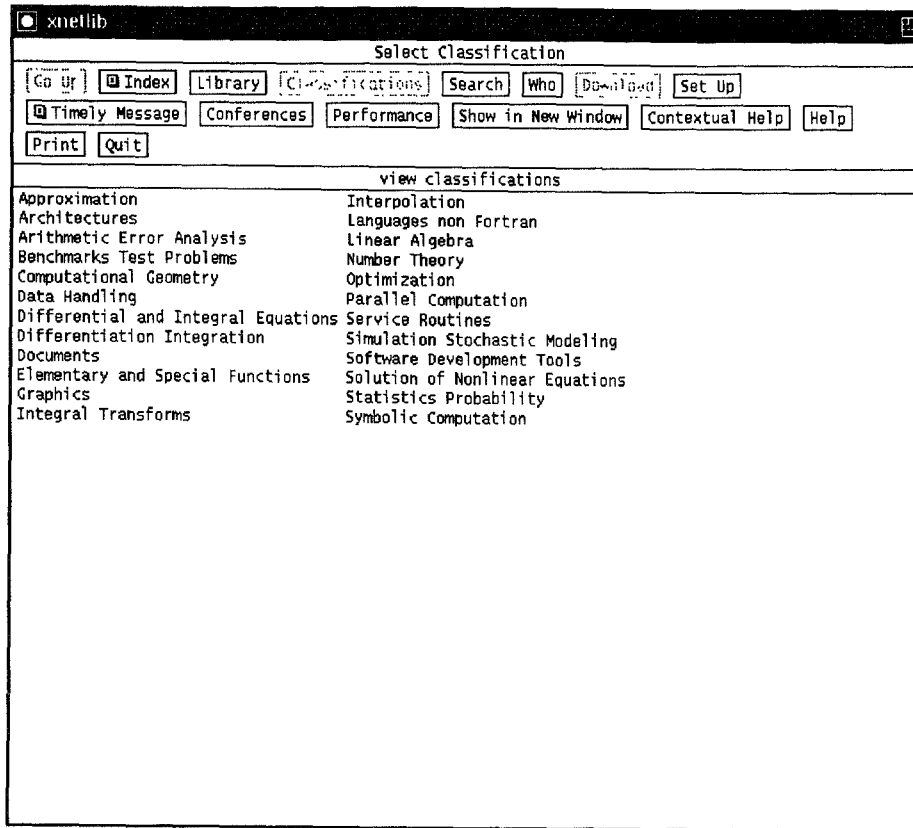 xnetlib
Select Classification
Go Up Index Library Classifications Search Who Download Set Up
Timely Message Conferences Performance Show in New Window Contextual Help Help
Print Quit
view classifications
Approximation
Architectures
Arithmetic Error Analysis
Benchmarks Test Problems
Computational Geometry
Data Handling
Differential and Integral Equations
Differentiation Integration
Documents
Elementary and Special Functions
Graphics
Integral Transforms
Interpolation
Languages non Fortran
Linear Algebra
Number Theory
Optimization
Parallel Computation
Service Routines
Simulation Stochastic Modeling
Software Development Tools
Solution of Nonlinear Equations
Statistics Probability
Symbolic Computation